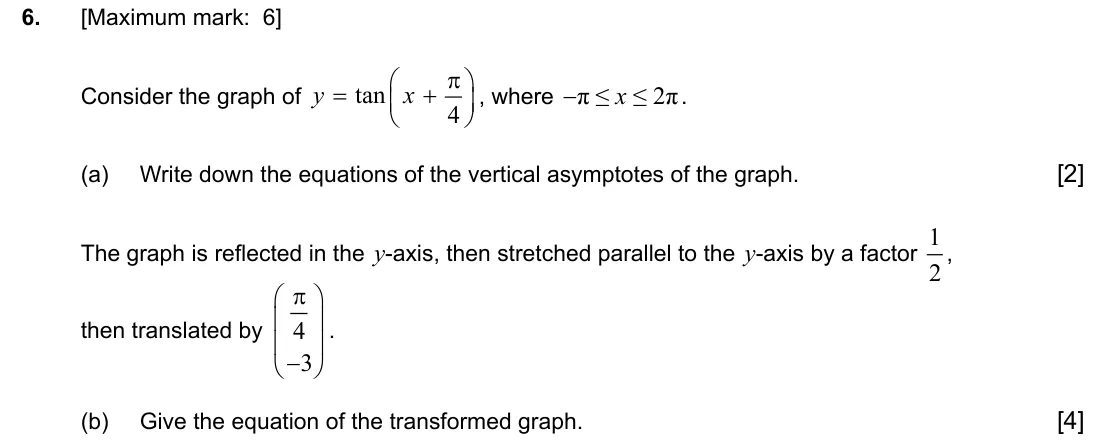 6. [Maximum mark: 6]
Consider the graph of y = tan(x + π/4), where −π ≤ x ≤ 2π.
(a) Write down the equations of the vertical asymptotes of the graph. [2]
The graph is reflected in the y-axis, then stretched parallel to the y-axis by a factor 1/2,
then translated by (π/4
−3).
(b) Give the equation of the transformed graph. [4]